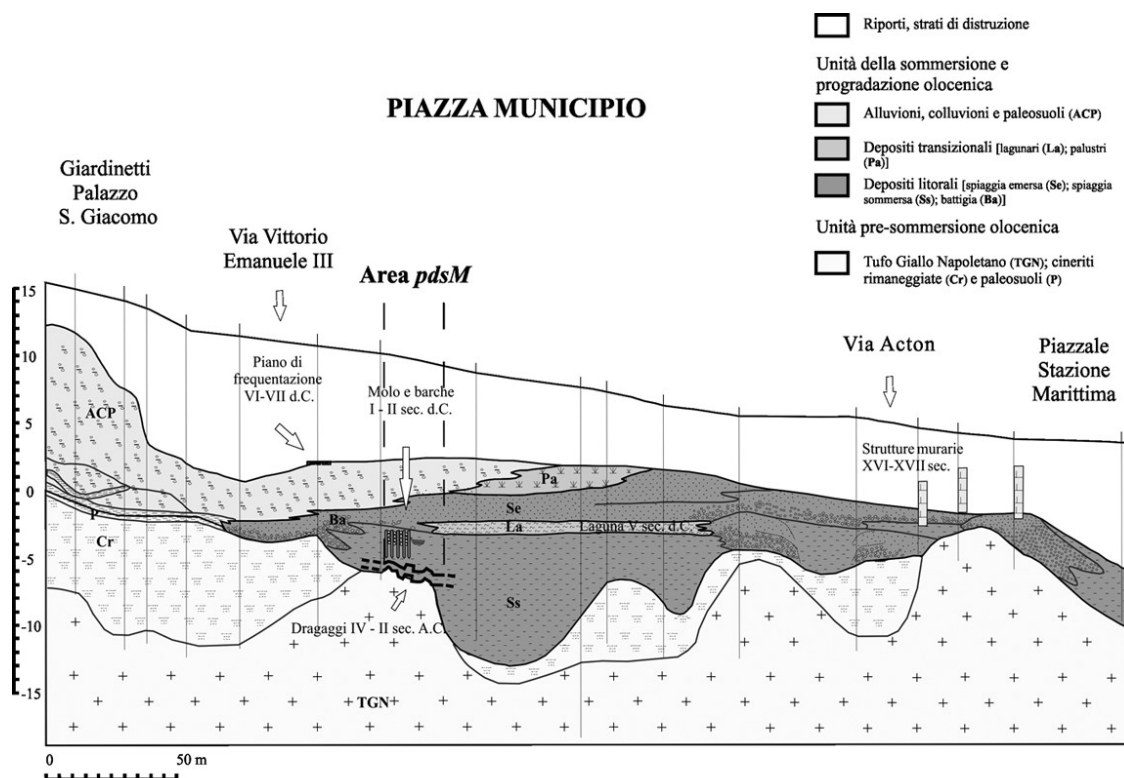 PIAZZA MUNICIPIO
Riporti, strati di distruzione
Unità della sommersione e
progradazione olocenica
Alluvioni, colluvioni e paleosuoli (ACP)
Depositi transizionali [lagunari (La); palustri
(Pa)]
Depositi litorali [spiaggia emersa (Se); spiaggia
sommersa (Ss); battigia (Ba)]
Unità pre-sommersione olocenica
Tufo Giallo Napoletano (TGN); cineriti
rimaneggiate (Cr) e paleosuoli (P)
Giardinetti
Palazzo
S. Giacomo
Via Vittorio
Emanuele III
Area pdsM
Via Acton
Piazzale
Stazione
Marittima
Piano di
frequentazione
VI-VII d.C.
Molo e barche
I - II sec. d.C.
Strutture murarie
XVI-XVII sec.
15
10
5
0
-5
-10
-15
ACP
P
Cr
Ba
Pa
Se
La
Laguna V sec. d.C.
Ss
Dragaggi IV - II sec. A.C.
TGN
0
50 m